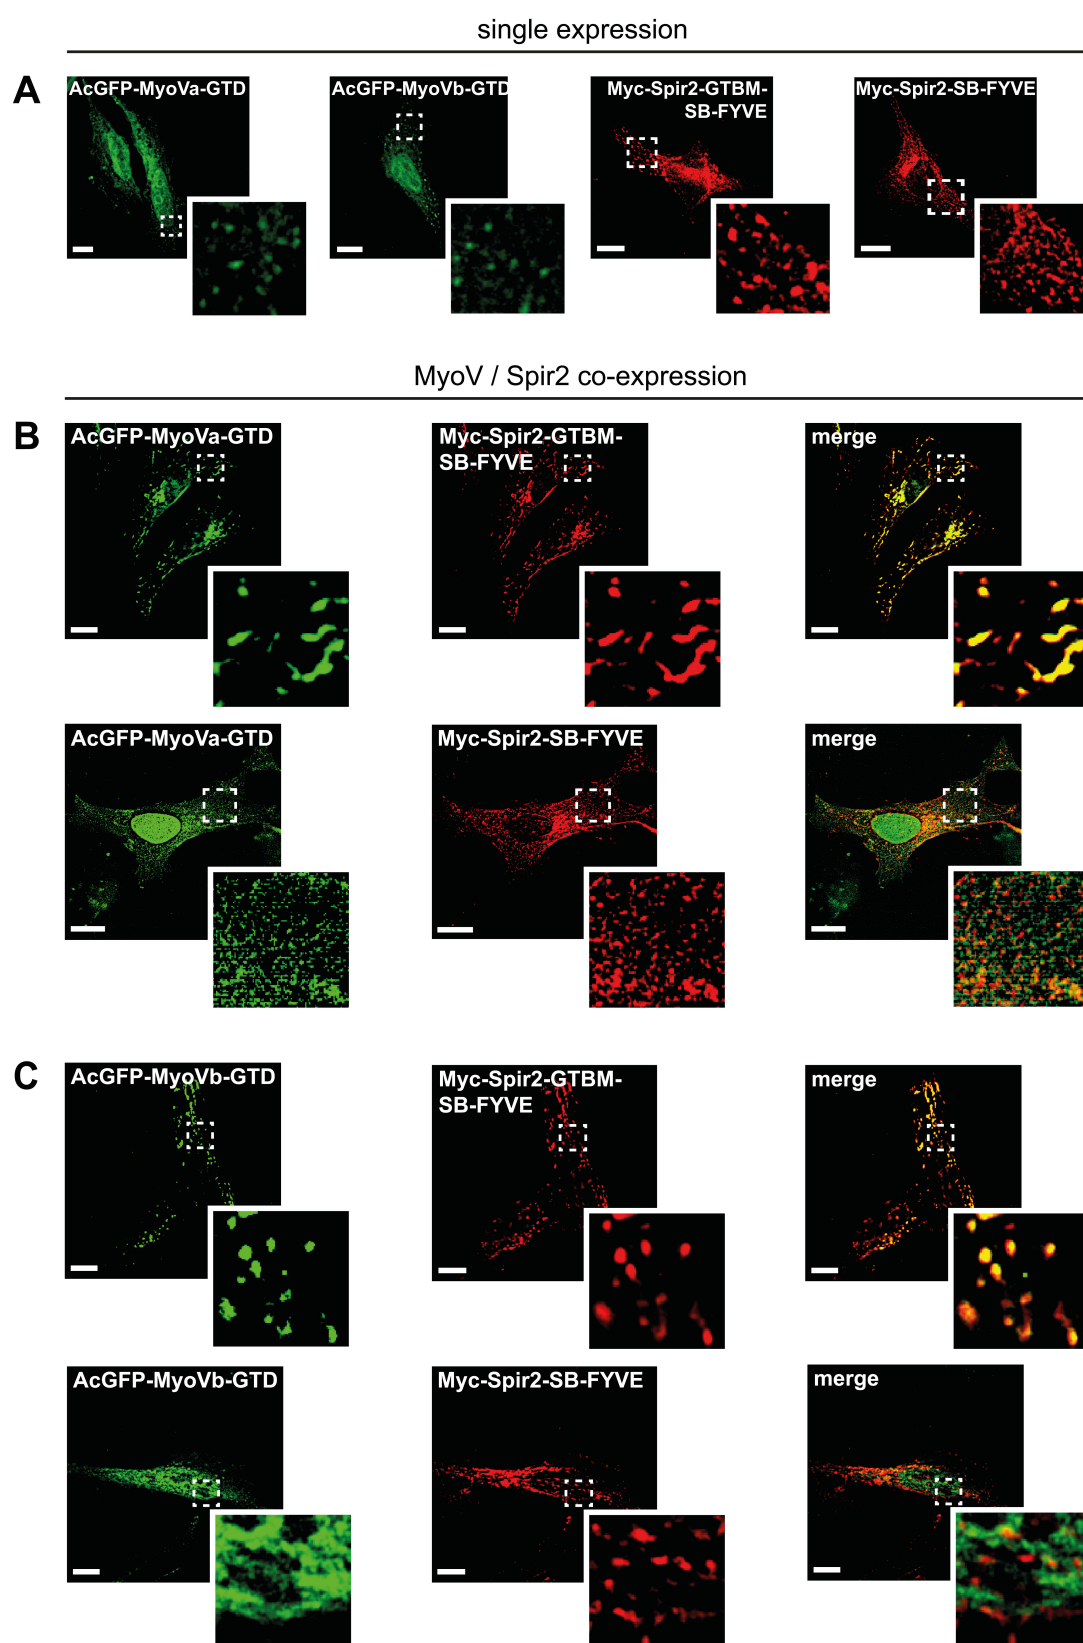 single expression
A
AcGFP-MyoVa-GTD
AcGFP-MyoVb-GTD
Myc-Spir2-GTBM-
SB-FYVE
Myc-Spir2-SB-FYVE
MyoV / Spir2 co-expression
B
AcGFP-MyoVa-GTD
Myc-Spir2-GTBM-
SB-FYVE
merge
AcGFP-MyoVa-GTD
Myc-Spir2-SB-FYVE
merge
C
AcGFP-MyoVb-GTD
Myc-Spir2-GTBM-
SB-FYVE
merge
AcGFP-MyoVb-GTD
Myc-Spir2-SB-FYVE
merge